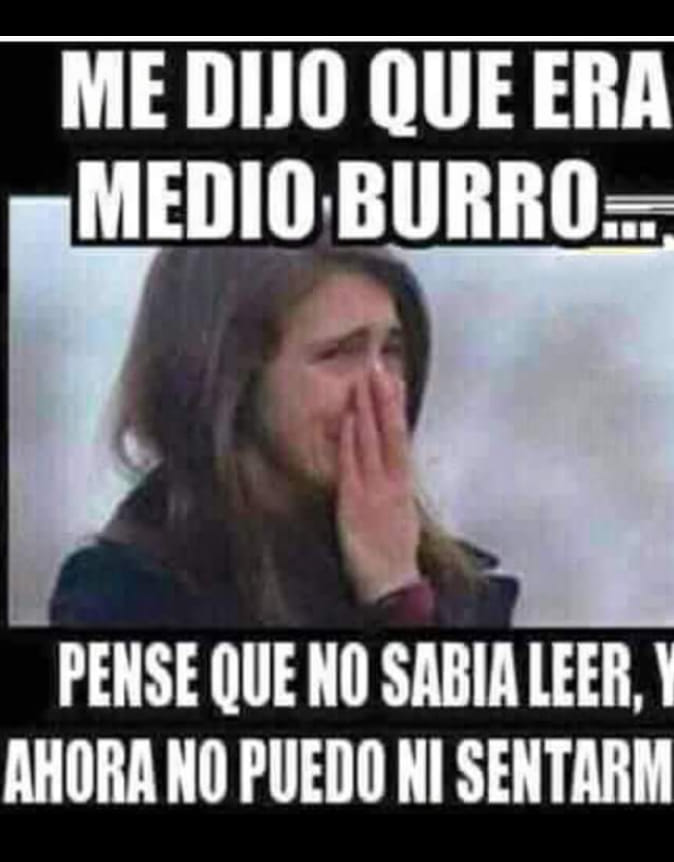 ME DIJO QUE ERA
MEDIO BURRO...
PENSE QUE NO SABIA LEER, Y
AHORA NO PUEDO NI SENTARM